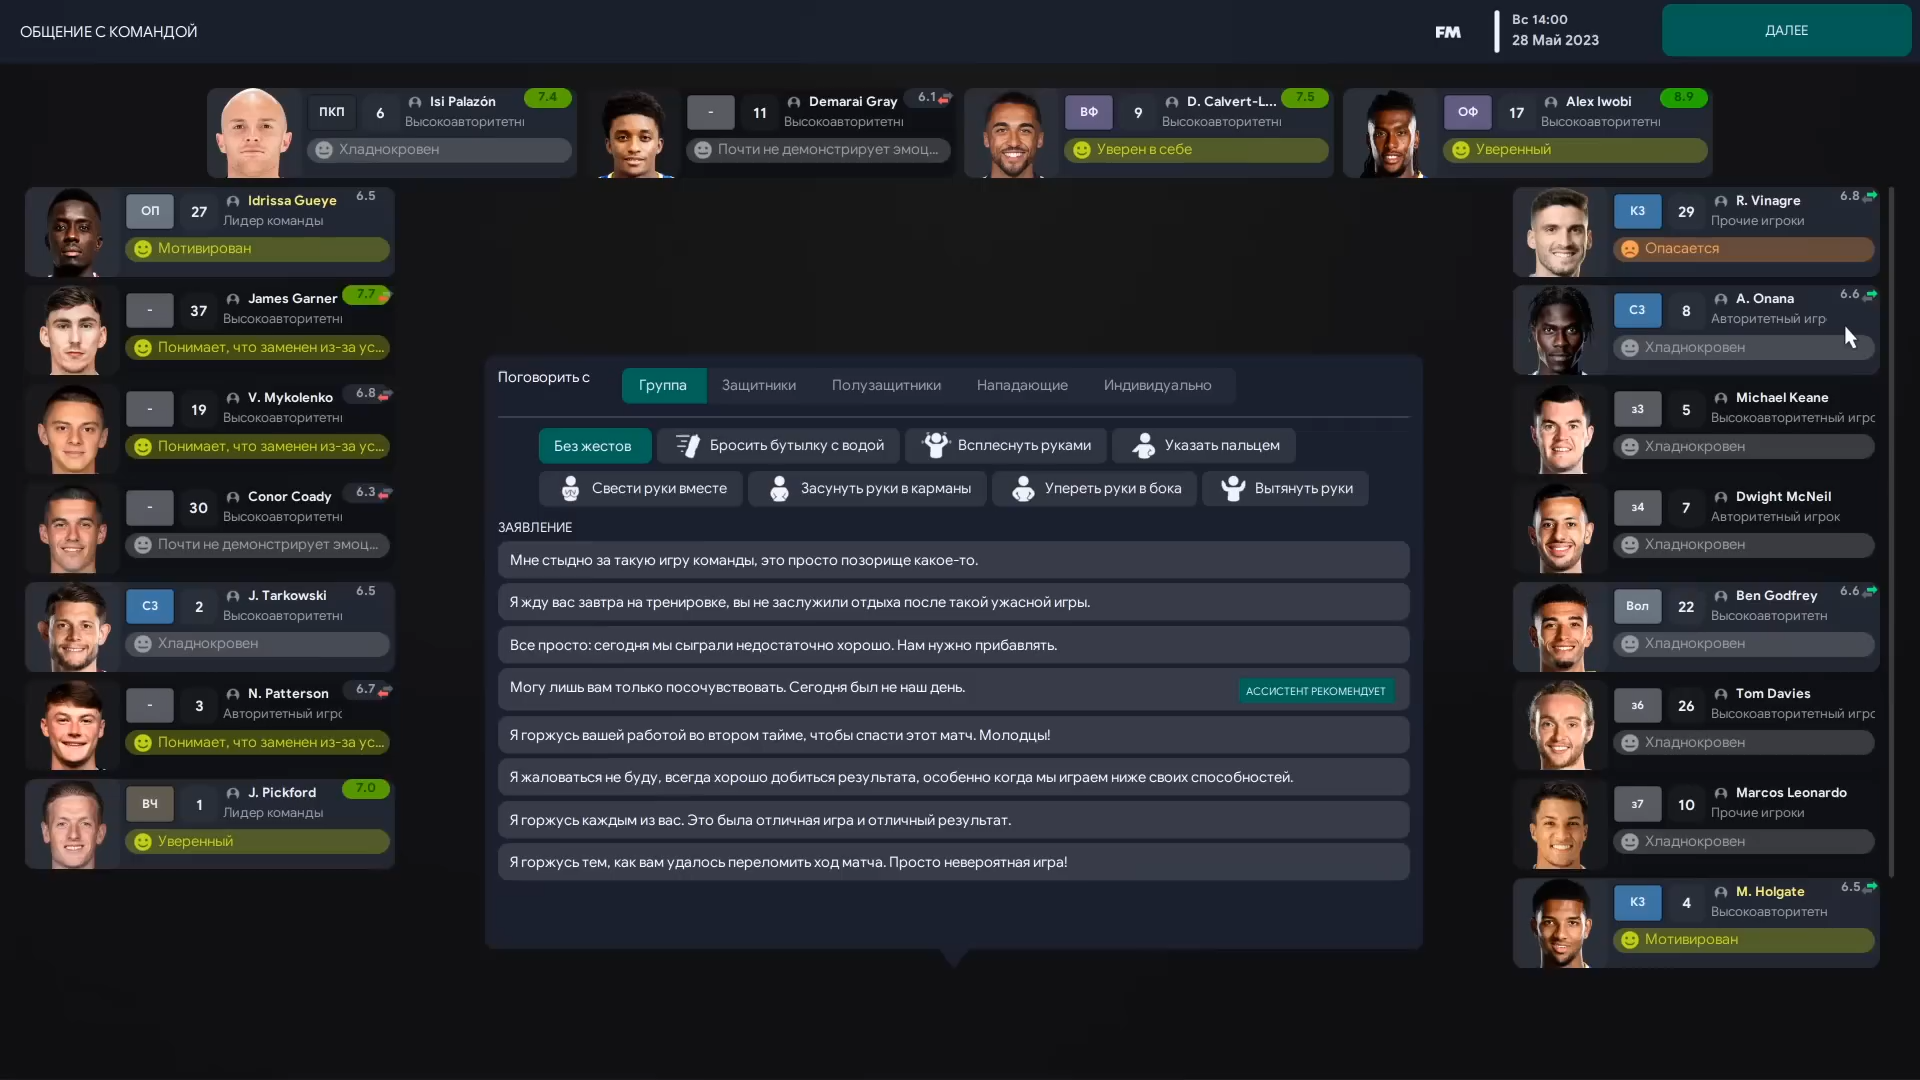 ОБЩЕНИЕ С КОМАНДОЙ
FM
Вс 14:00
28 Май 2023
ДАЛЕЕ
ПКП 6 Isi Palazón 7.4
Высокоавторитетні
Хладнокровен
- 11 Demarai Gray 6.1
Высокоавторитетні
Почти не демонстрирует эмоц...
ВФ 9 D. Calvert-L... 7.5
Высокоавторитетні
Уверен в себе
ОФ 17 Alex Iwobi 8.9
Высокоавторитетні
Уверенный
ОП 27 Idrissa Gueye 6.5
Лидер команды
Мотивирован
- 37 James Garner 7.7
Высокоавторитетні
Понимает, что заменен из-за ус...
- 19 V. Mykolenko 6.8
Высокоавторитетні
Понимает, что заменен из-за ус...
- 30 Conor Coady 6.3
Высокоавторитетні
Почти не демонстрирует эмоц...
СЗ 2 J. Tarkowski 6.5
Высокоавторитетні
Хладнокровен
- 3 N. Patterson 6.7
Авторитетный игрс
Понимает, что заменен из-за ус...
ВЧ 1 J. Pickford 7.0
Лидер команды
Уверенный
Поговорить с
Группа Защитники Полузащитники Нападающие Индивидуально
Без жестов Бросить бутылку с водой Всплеснуть руками Указать пальцем
Свести руки вместе Засунуть руки в карманы Упереть руки в бока Вытянуть руки
ЗАЯВЛЕНИЕ
Мне стыдно за такую игру команды, это просто позорище какое-то.
Я жду вас завтра на тренировке, вы не заслужили отдыха после такой ужасной игры.
Все просто: сегодня мы сыграли недостаточно хорошо. Нам нужно прибавлять.
Могу лишь вам только посочувствовать. Сегодня был не наш день. АССИСТЕНТ РЕКОМЕНДУЕТ
Я горжусь вашей работой во втором тайме, чтобы спасти этот матч. Молодцы!
Я жаловаться не буду, всегда хорошо добиться результата, особенно когда мы играем ниже своих способностей.
Я горжусь каждым из вас. Это была отличная игра и отличный результат.
Я горжусь тем, как вам удалось переломить ход матча. Просто невероятная игра!
КЗ 29 R. Vinagre 6.8
Прочие игроки
Опасается
СЗ 8 A. Onana 6.6
Авторитетный игр
Хладнокровен
з3 5 Michael Keane
Высокоавторитетный игрс
Хладнокровен
з4 7 Dwight McNeil
Авторитетный игрок
Хладнокровен
Вол 22 Ben Godfrey 6.6
Высокоавторитетн
Хладнокровен
з6 26 Tom Davies
Высокоавторитетный игрс
Хладнокровен
з7 10 Marcos Leonardo
Прочие игроки
Хладнокровен
КЗ 4 M. Holgate 6.5
Высокоавторитетн
Мотивирован